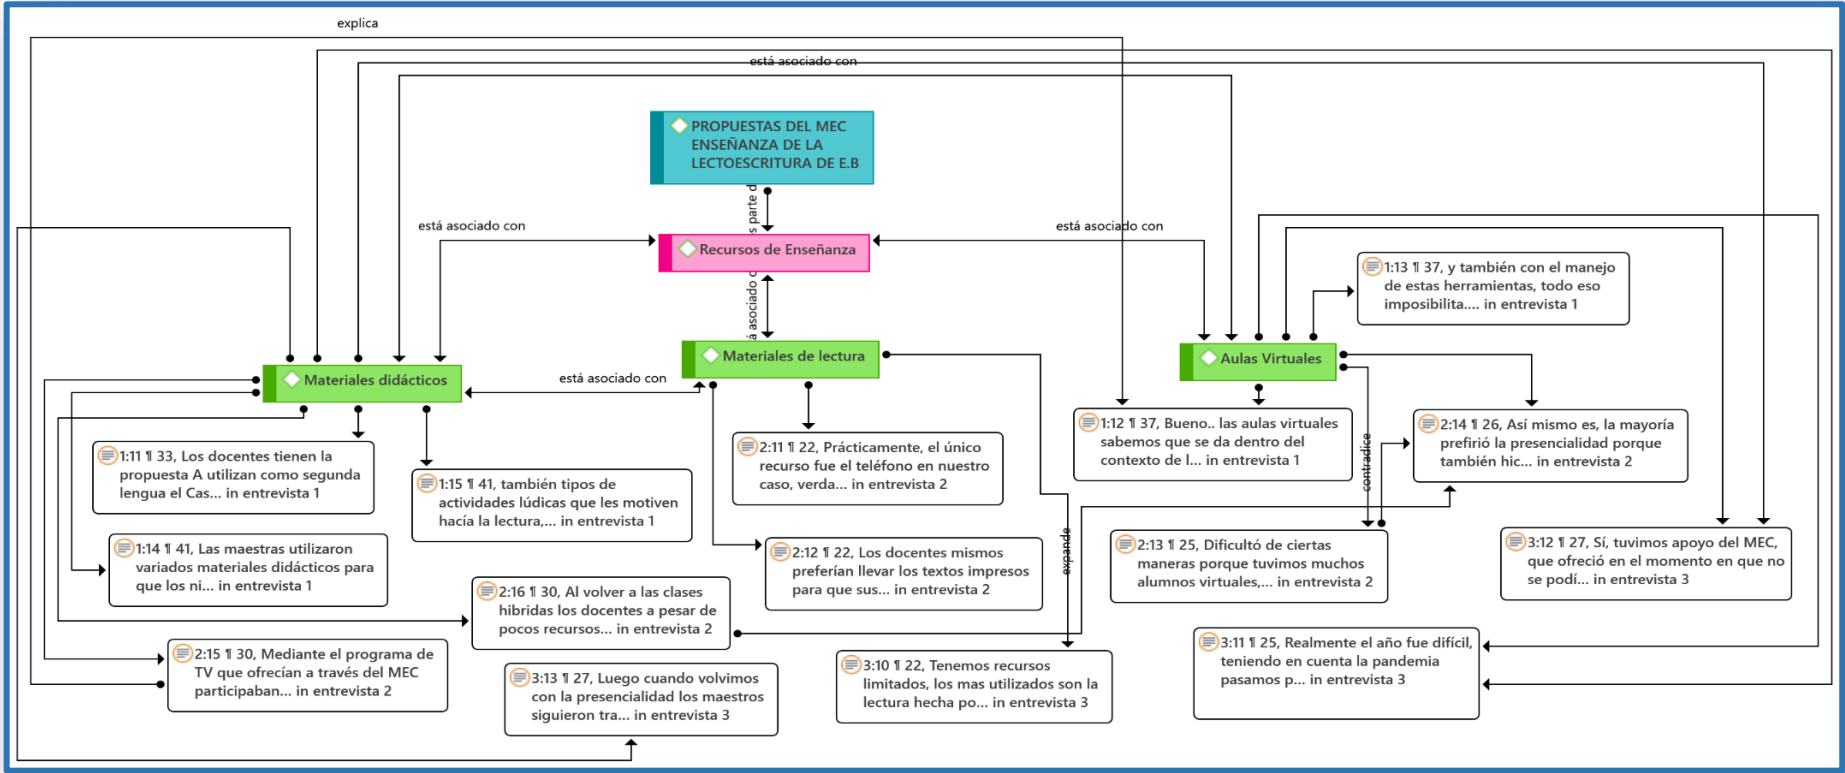 explica
está asociado con
PROPUESTAS DEL MEC
ENSEÑANZA DE LA
LECTOESCRITURA DE E.B
s parte d
está asociado con
está asociado con
Recursos de Enseñanza
á asociado c
1:13 ¶ 37, y también con el manejo
de estas herramientas, todo eso
imposibilita.... in entrevista 1
Materiales de lectura
Aulas Virtuales
Materiales didácticos
está asociado con
1:11 ¶ 33, Los docentes tienen la
propuesta A utilizan como segunda
lengua el Cas... in entrevista 1
1:15 ¶ 41, también tipos de
actividades lúdicas que les motiven
hacía la lectura,... in entrevista 1
2:11 ¶ 22, Prácticamente, el único
recurso fue el teléfono en nuestro
caso, verda... in entrevista 2
1:12 ¶ 37, Bueno.. las aulas virtuales
sabemos que se da dentro del
contexto de l... in entrevista 1
contradice
2:14 ¶ 26, Así mismo es, la mayoría
prefirió la presencialidad porque
también hic... in entrevista 2
1:14 ¶ 41, Las maestras utilizaron
variados materiales didácticos para
que los ni... in entrevista 1
2:12 ¶ 22, Los docentes mismos
preferían llevar los textos impresos
para que sus... in entrevista 2
expande
2:13 ¶ 25, Dificultó de ciertas
maneras porque tuvimos muchos
alumnos virtuales,... in entrevista 2
3:12 ¶ 27, Sí, tuvimos apoyo del MEC,
que ofreció en el momento en que no
se podí... in entrevista 3
2:16 ¶ 30, Al volver a las clases
hibridas los docentes a pesar de
pocos recursos... in entrevista 2
2:15 ¶ 30, Mediante el programa de
TV que ofrecían a través del MEC
participaban... in entrevista 2
3:13 ¶ 27, Luego cuando volvimos
con la presencialidad los maestros
siguieron tra... in entrevista 3
3:10 ¶ 22, Tenemos recursos
limitados, los mas utilizados son la
lectura hecha po... in entrevista 3
3:11 ¶ 25, Realmente el año fue difícil,
teniendo en cuenta la pandemia
pasamos p... in entrevista 3